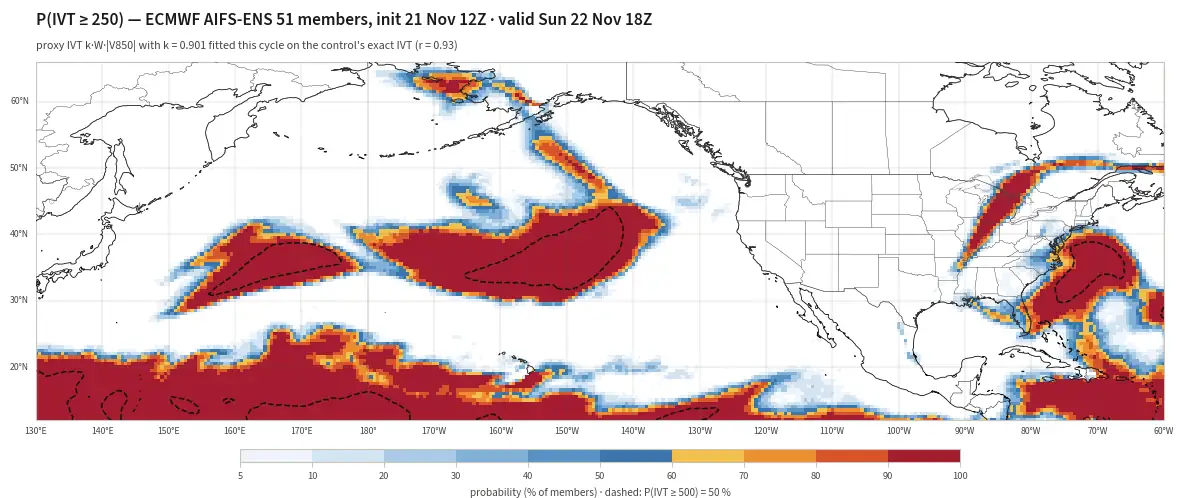 P(IVT ≥ 250) — ECMWF AIFS-ENS 51 members, init 21 Nov 12Z · valid Sun 22 Nov 18Z
proxy IVT k·W·|V850| with k = 0.901 fitted this cycle on the control's exact IVT (r = 0.93)
60°N
50°N
40°N
30°N
20°N
130°E 140°E 150°E 160°E 170°E 180° 170°W 160°W 150°W 140°W 130°W 120°W 110°W 100°W 90°W 80°W 70°W 60°W
5 10 20 30 40 50 60 70 80 90 100
probability (% of members) · dashed: P(IVT ≥ 500) = 50 %